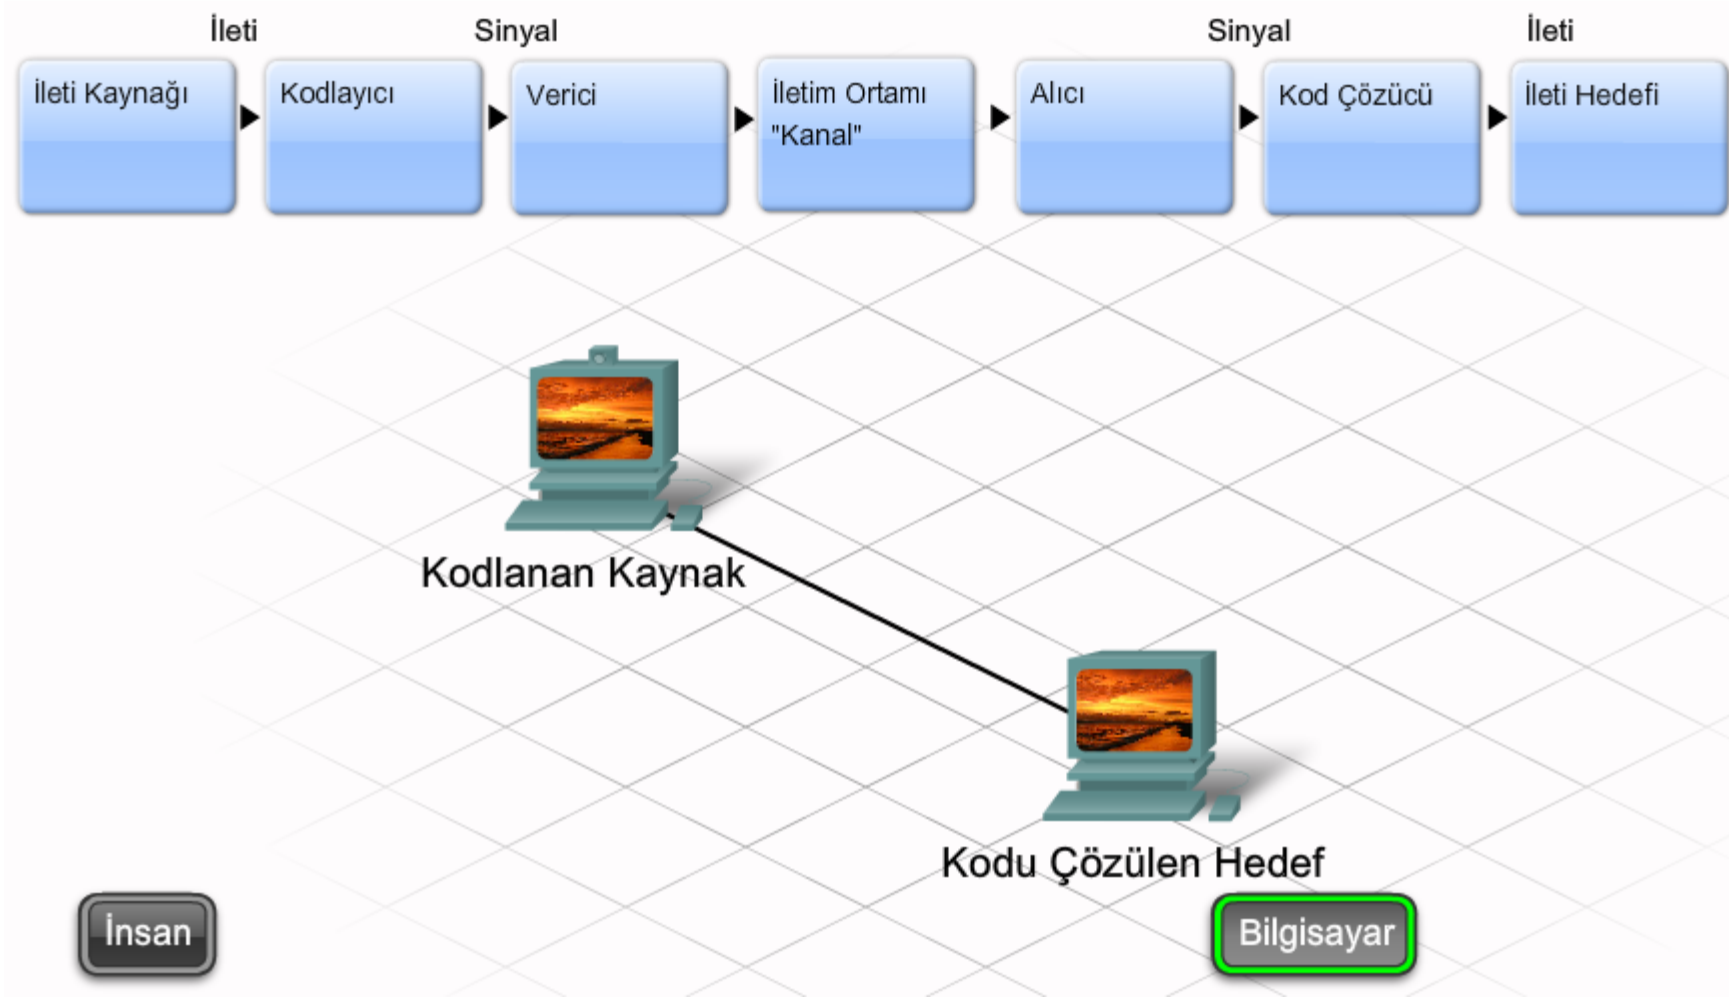 İleti
Sinyal
Sinyal
İleti
İleti Kaynağı
Kodlayıcı
Verici
İletim Ortamı
"Kanal"
Alıcı
Kod Çözücü
İleti Hedefi
Kodlanan Kaynak
Kodu Çözülen Hedef
İnsan
Bilgisayar